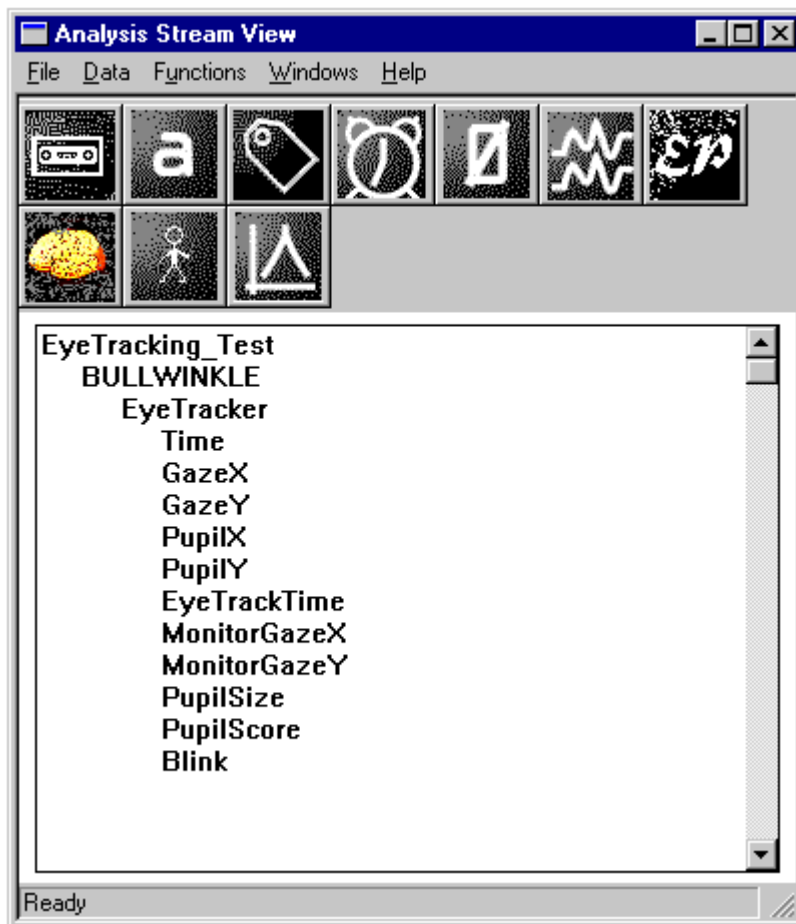 Analysis Stream View
File Data Functions Windows Help
a
0
εp
EyeTracking_Test
BULLWINKLE
EyeTracker
Time
GazeX
GazeY
PupilX
PupilY
EyeTrackTime
MonitorGazeX
MonitorGazeY
PupilSize
PupilScore
Blink
Ready